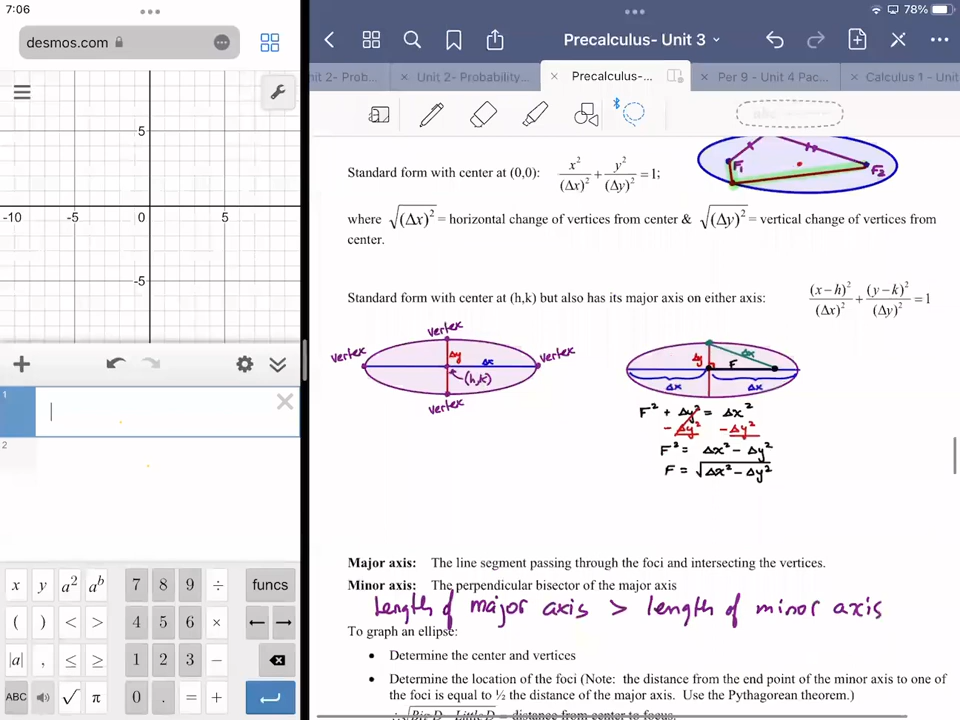 7:06
78%
desmos.com
Precalculus- Unit 3
nit 2- Prob...
Unit 2- Probability...
Precalculus-...
Per 9 - Unit 4 Pac...
Calculus 1 - Unit
5
-10 -5 0 5
-5
1
2
x y a² aᵇ 7 8 9 ÷ funcs
( ) < > 4 5 6 × ← →
|a| , ≤ ≥ 1 2 3 −
ABC √ π 0 . = +
F₁ F₂
Standard form with center at (0,0): x²/(Δx)² + y²/(Δy)² = 1;
where √(Δx)² = horizontal change of vertices from center & √(Δy)² = vertical change of vertices from
center.
Standard form with center at (h,k) but also has its major axis on either axis: (x−h)²/(Δx)² + (y−k)²/(Δy)² = 1
vertex
vertex Δy Δx vertex
(h,k)
vertex
Δy F Δx
Δx Δx
F² + Δy² = Δx²
− Δy² − Δy²
F² = Δx² − Δy²
F = √Δx² − Δy²
Major axis: The line segment passing through the foci and intersecting the vertices.
Minor axis: The perpendicular bisector of the major axis
length of major axis > length of minor axis
To graph an ellipse:
• Determine the center and vertices
• Determine the location of the foci (Note: the distance from the end point of the minor axis to one of
the foci is equal to ½ the distance of the major axis. Use the Pythagorean theorem.)
∴ √Big D − Little D = distance from center to focus.